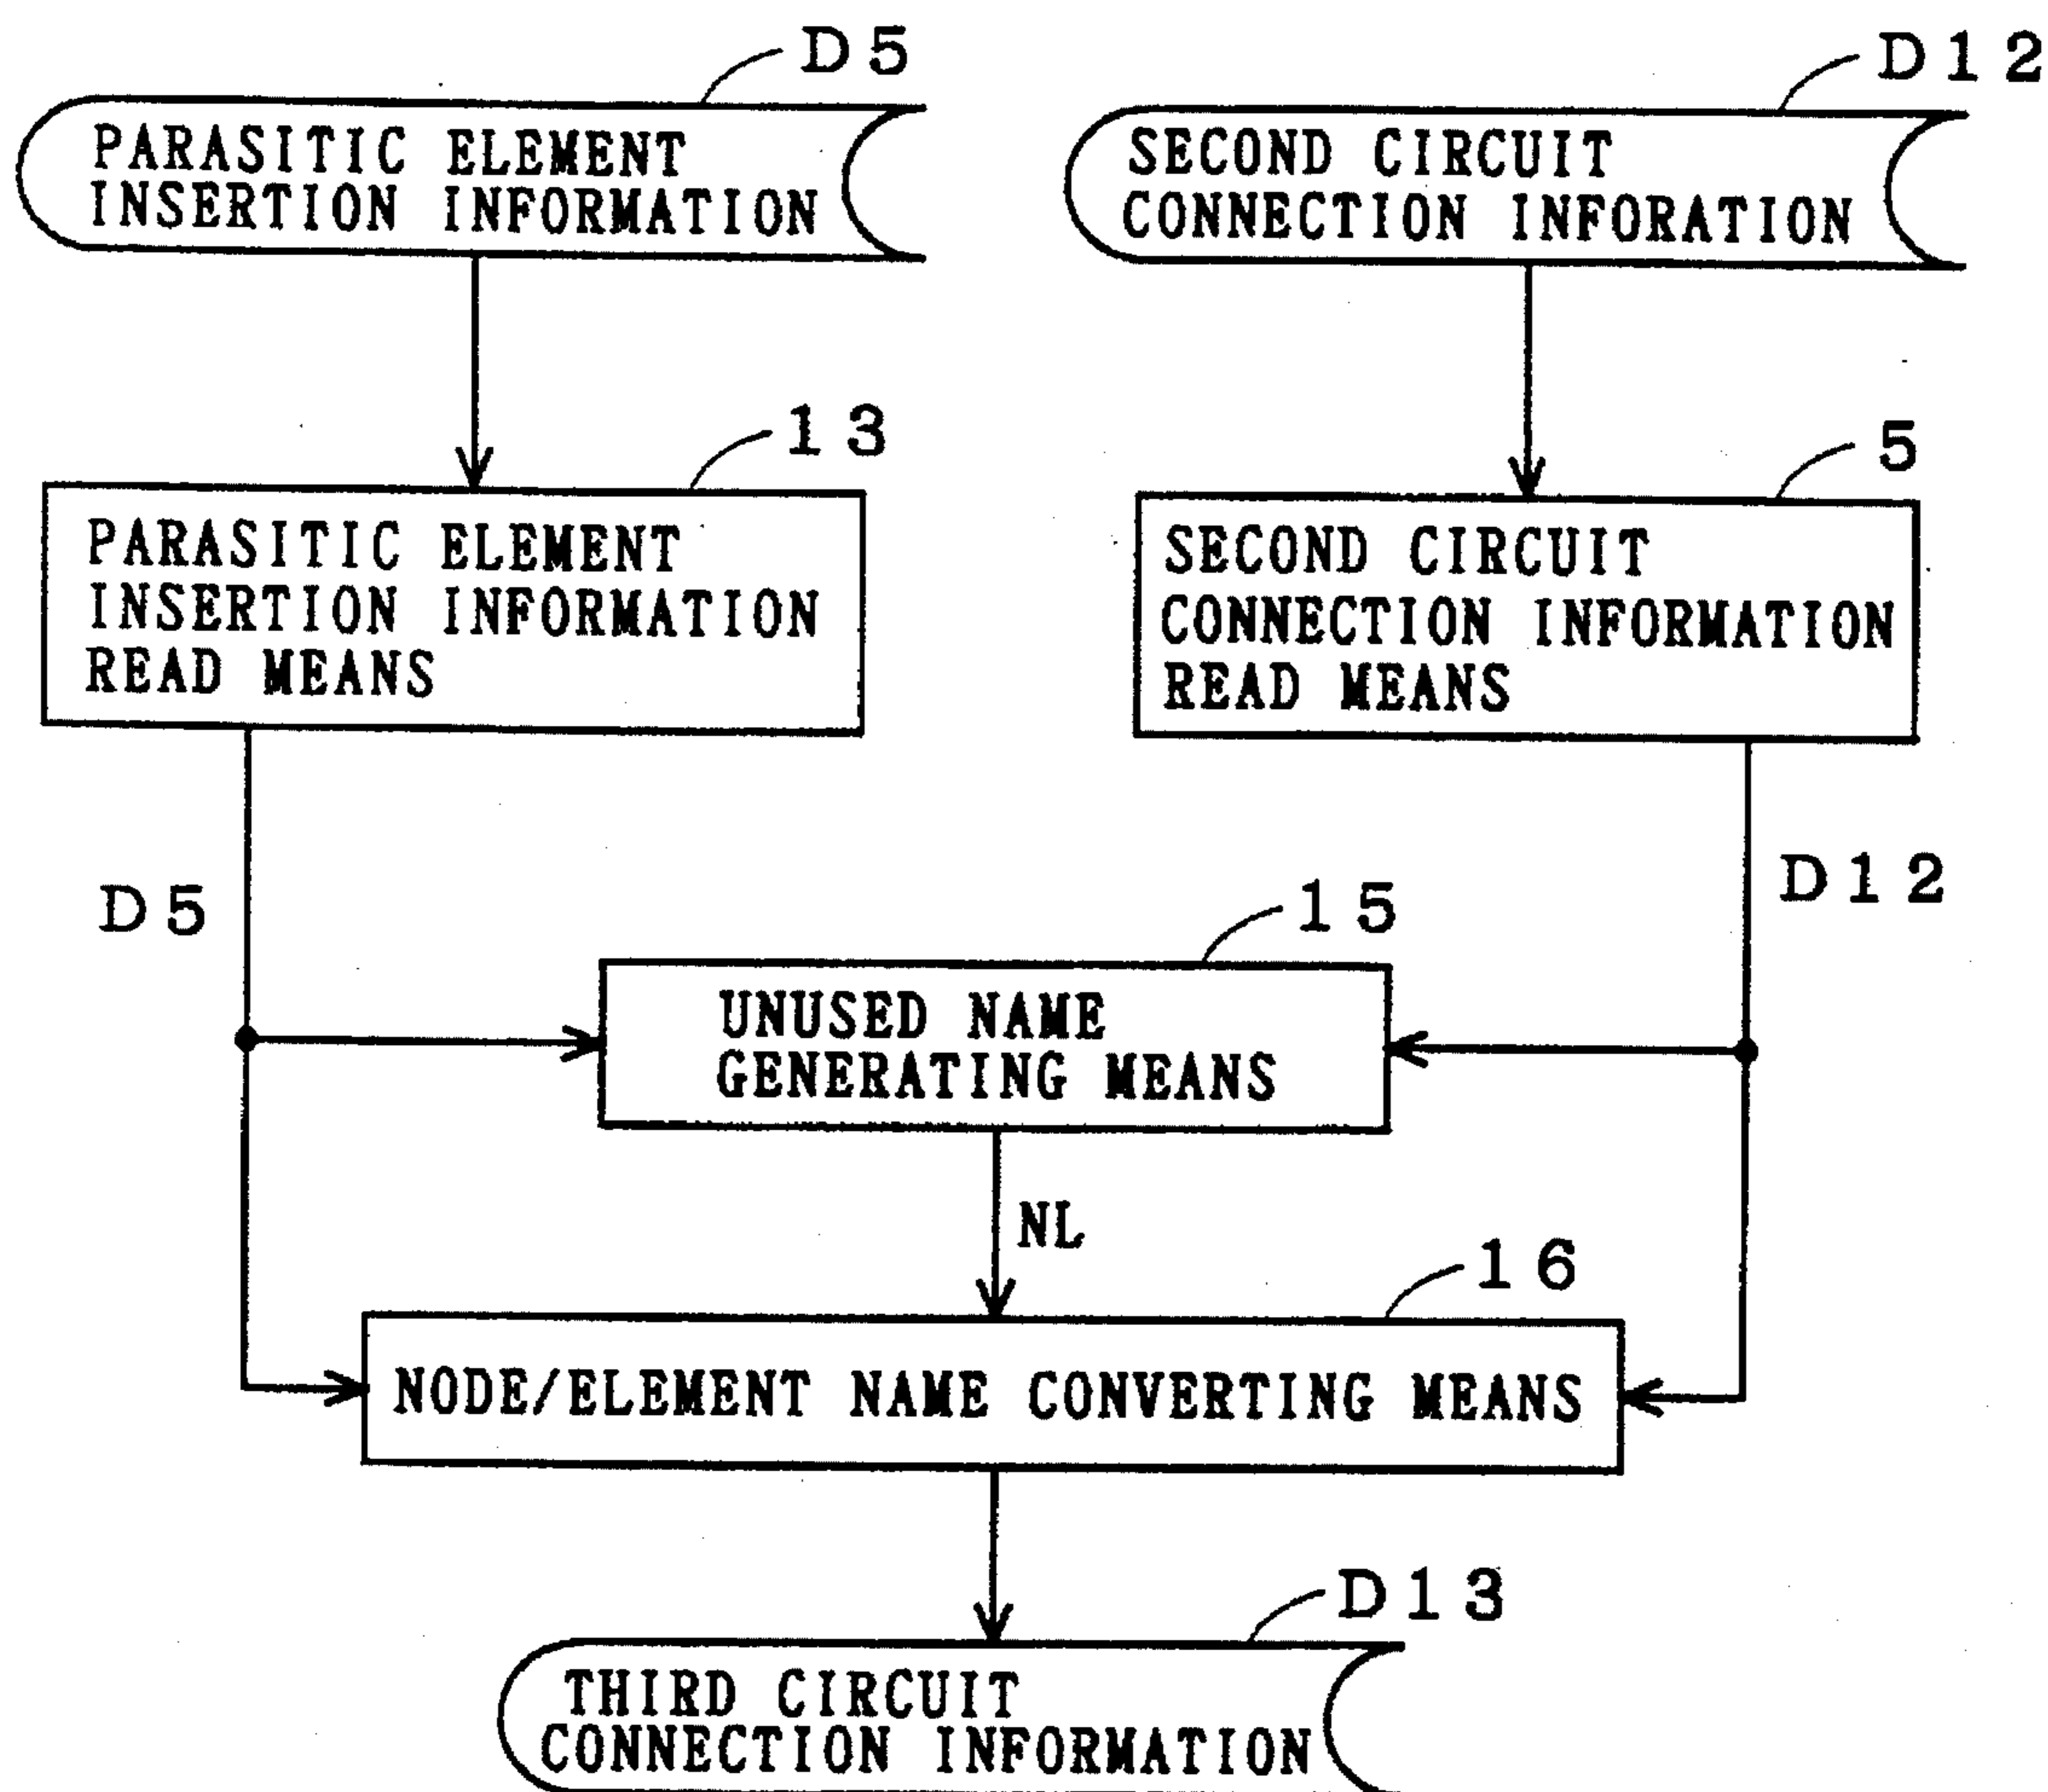 D5
D12
PARASITIC ELEMENT
INSERTION INFORMATION
SECOND CIRCUIT
CONNECTION INFORATION
13
5
PARASITIC ELEMENT
INSERTION INFORMATION
READ MEANS
SECOND CIRCUIT
CONNECTION INFORMATION
READ MEANS
D5
D12
15
UNUSED NAME
GENERATING MEANS
NL
16
NODE/ELEMENT NAME CONVERTING MEANS
D13
THIRD CIRCUIT
CONNECTION INFORMATION